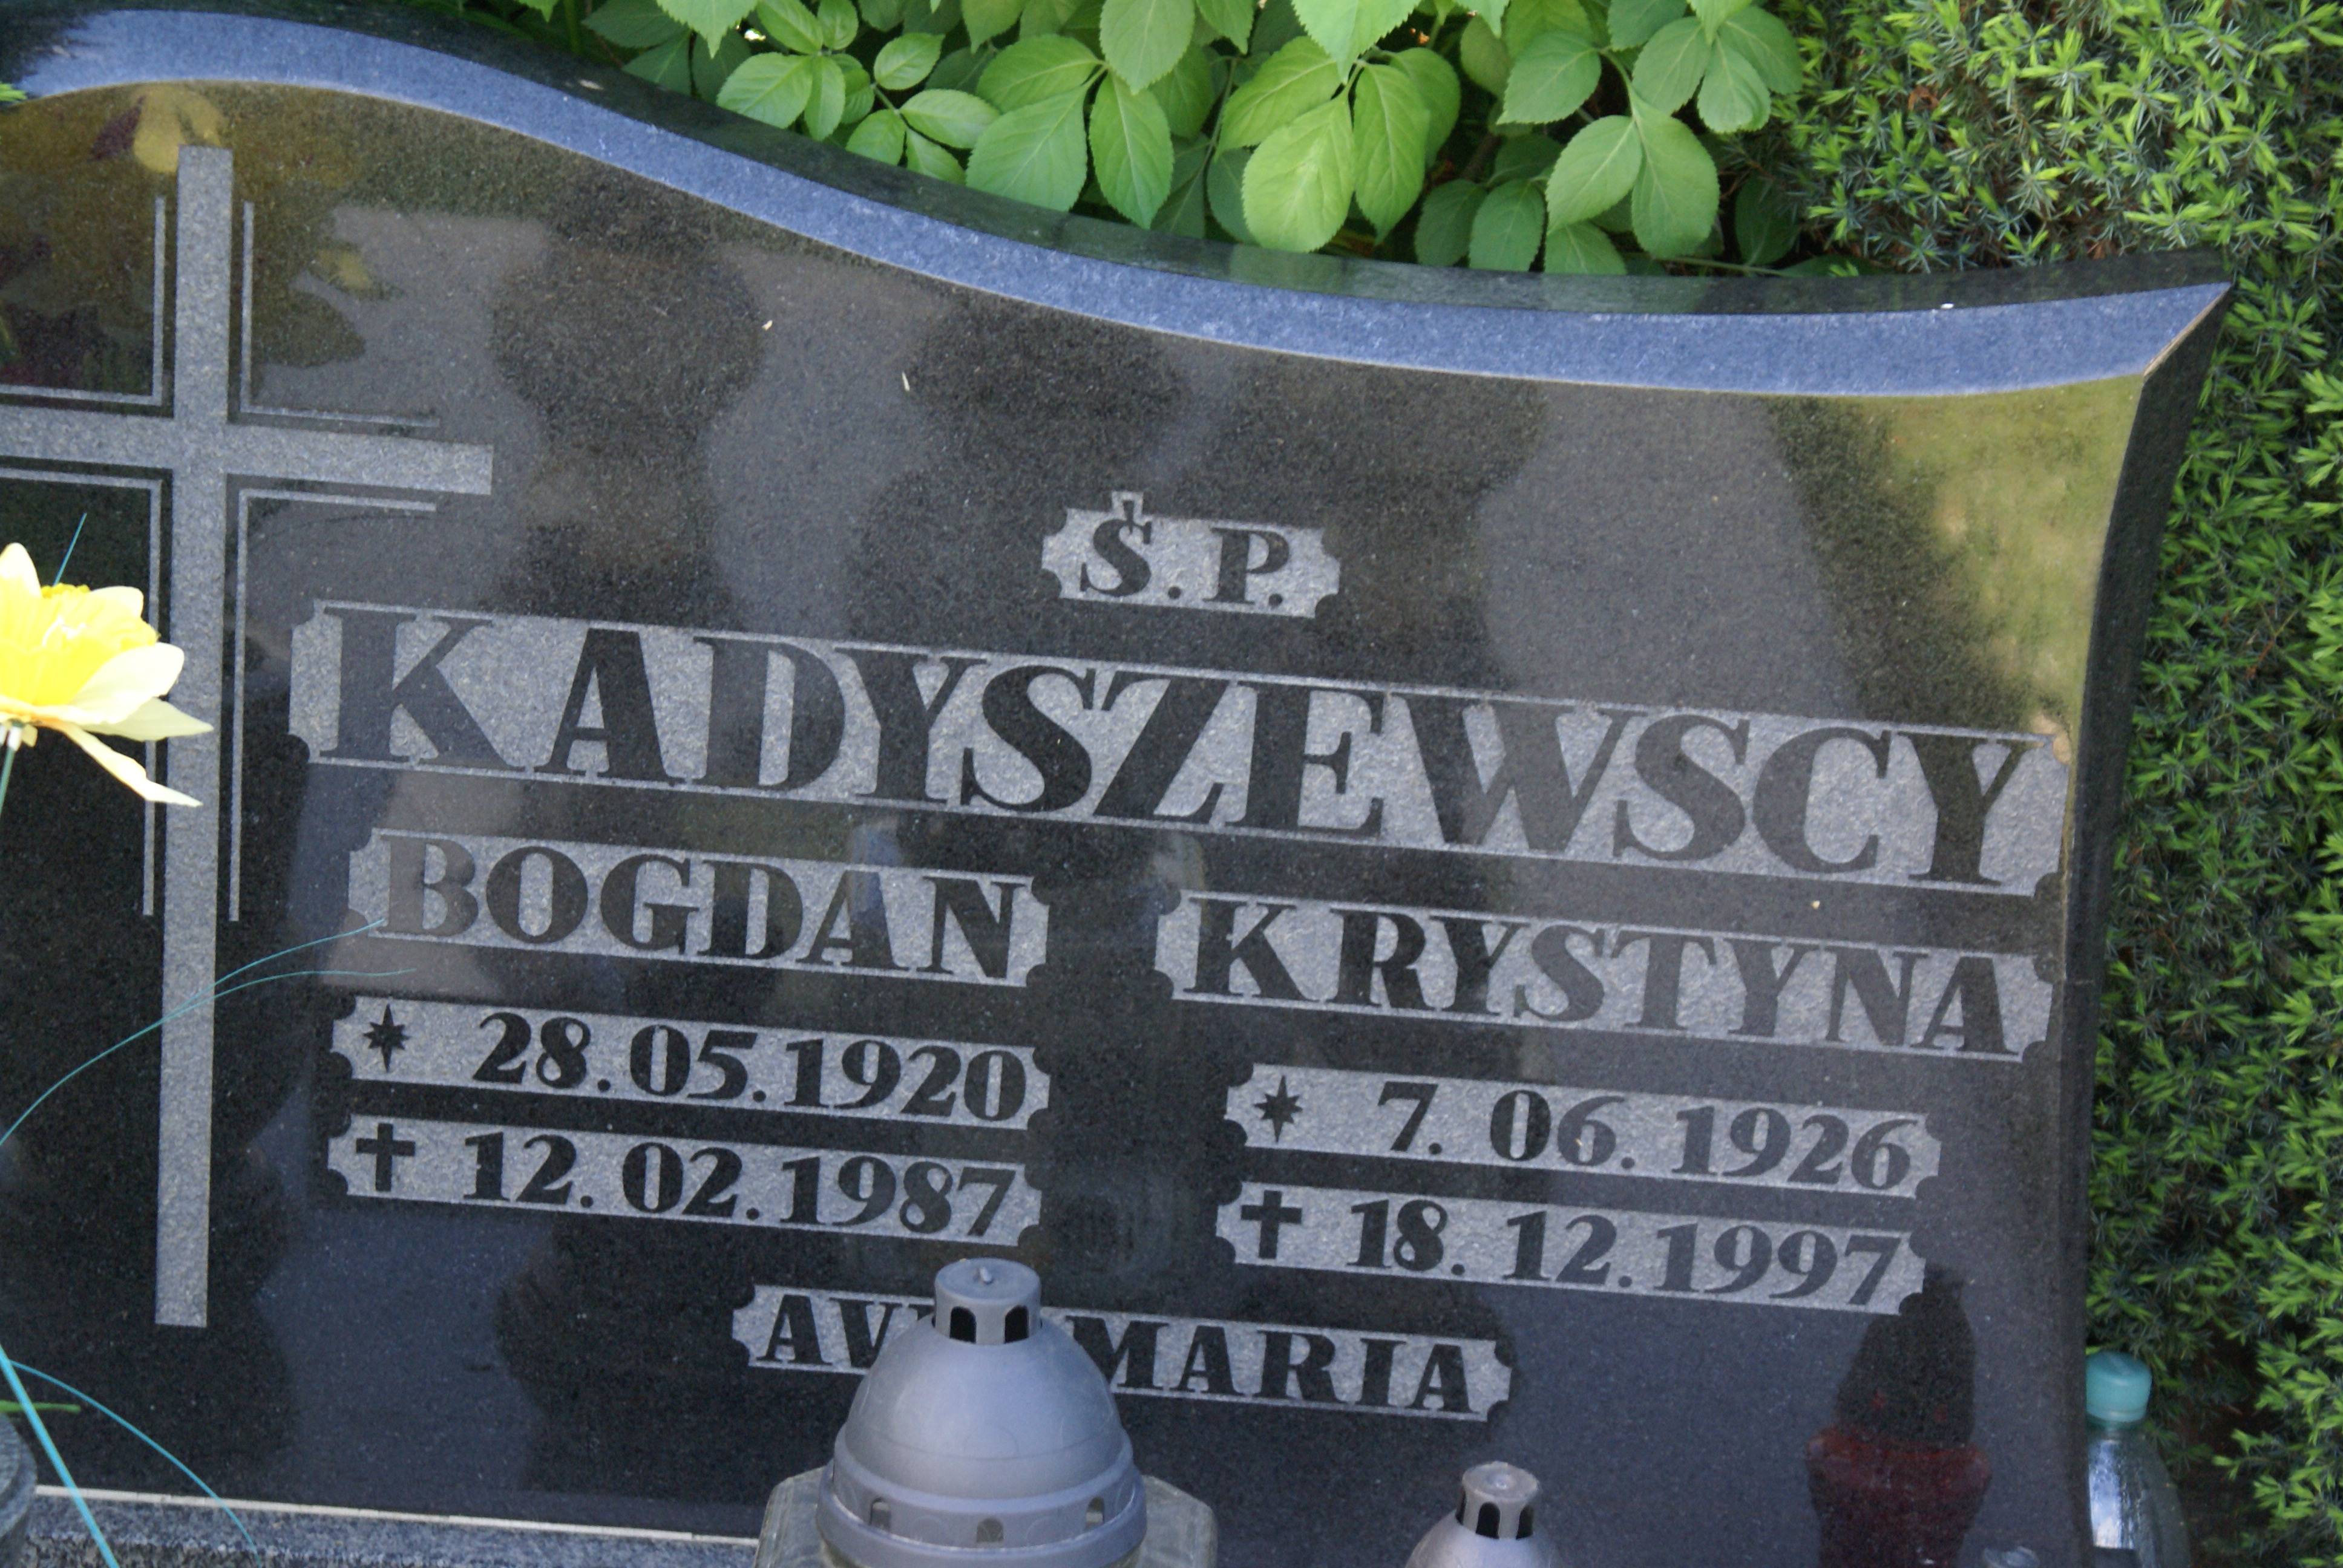 Ś.P.
KADYSZEWSCY
BOGDAN KRYSTYNA
28.05.1920 7.06.1926
12.02.1987 18.12.1997
MARIA